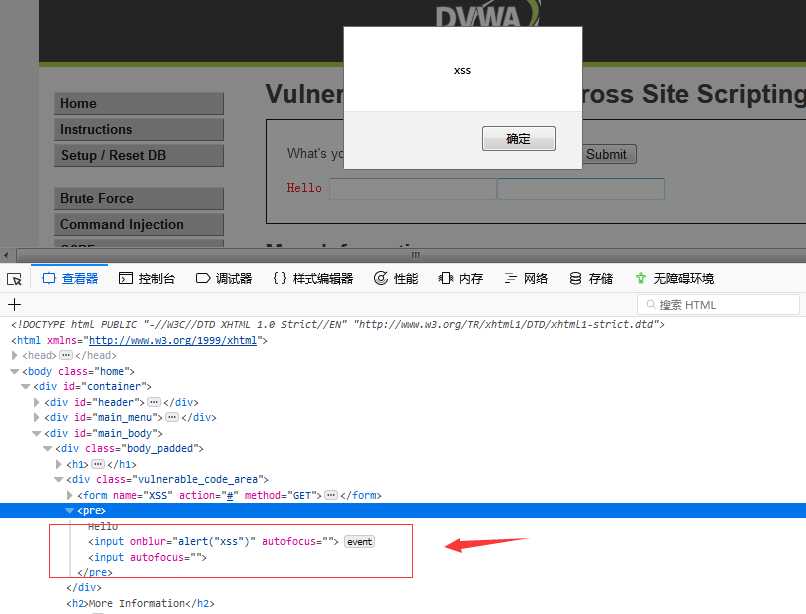 DVWA
xss
确定
Home
Instructions
Setup / Reset DB
Brute Force
Command Injection
Vulner
ross Site Scripting
What's yo
Submit
Hello
查看器 控制台 调试器 {} 样式编辑器 性能 内存 网络 存储 无障碍环境
+
搜索 HTML
<!DOCTYPE html PUBLIC "-//W3C//DTD XHTML 1.0 Strict//EN" "http://www.w3.org/TR/xhtml1/DTD/xhtml1-strict.dtd">
<html xmlns="http://www.w3.org/1999/xhtml">
<head>…</head>
<body class="home">
<div id="container">
<div id="header">…</div>
<div id="main_menu">…</div>
<div id="main_body">
<div class="body_padded">
<h1>…</h1>
<div class="vulnerable_code_area">
<form name="XSS" action="#" method="GET">…</form>
<pre>
Hello
<input onblur="alert("xss")" autofocus=""> event
<input autofocus="">
</pre>
</div>
<h2>More Information</h2>